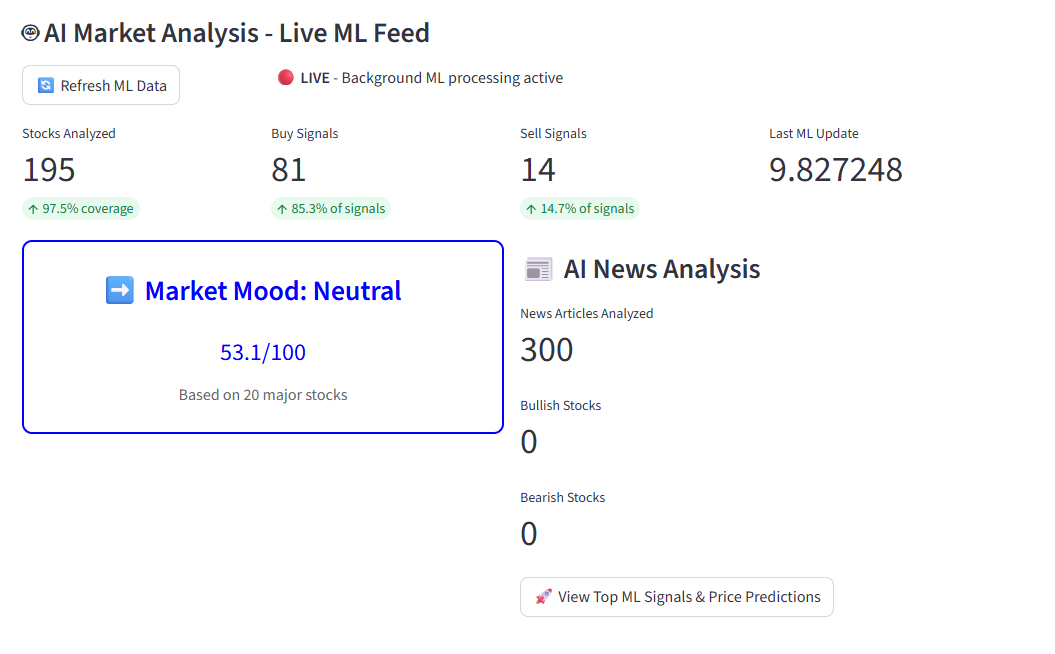 AI Market Analysis - Live ML Feed
Refresh ML Data
LIVE - Background ML processing active
Stocks Analyzed
195
↑ 97.5% coverage
Buy Signals
81
↑ 85.3% of signals
Sell Signals
14
↑ 14.7% of signals
Last ML Update
9.827248
Market Mood: Neutral
53.1/100
Based on 20 major stocks
AI News Analysis
News Articles Analyzed
300
Bullish Stocks
0
Bearish Stocks
0
View Top ML Signals & Price Predictions